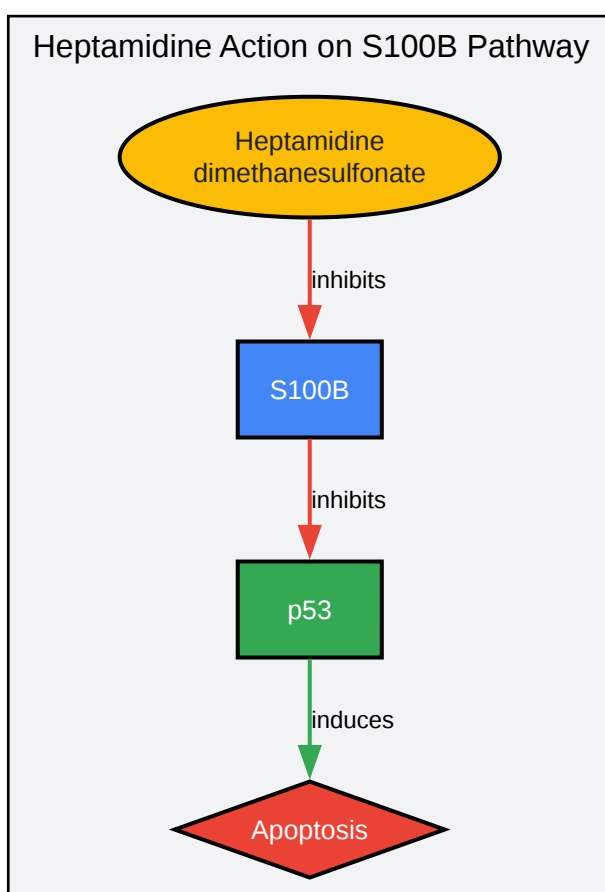 Heptamidine Action on S100B Pathway
Heptamidine
dimethanesulfonate
inhibits
S100B
inhibits
p53
induces
Apoptosis